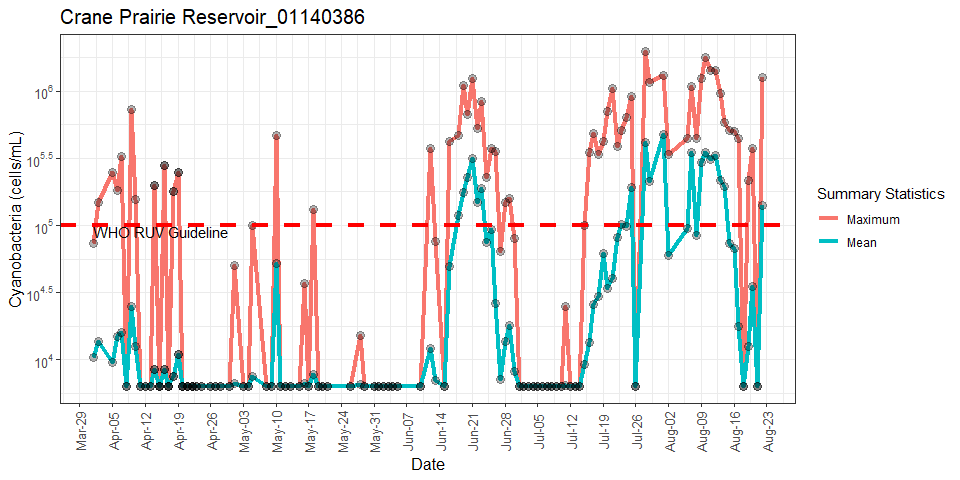 Crane Prairie Reservoir_01140386
Cyanobacteria (cells/mL)
10^6
10^5.5
10^5
10^4.5
10^4
WHO RUV Guideline
Mar-29
Apr-05
Apr-12
Apr-19
Apr-26
May-03
May-10
May-17
May-24
May-31
Jun-07
Jun-14
Jun-21
Jun-28
Jul-05
Jul-12
Jul-19
Jul-26
Aug-02
Aug-09
Aug-16
Aug-23
Date
Summary Statistics
Maximum
Mean